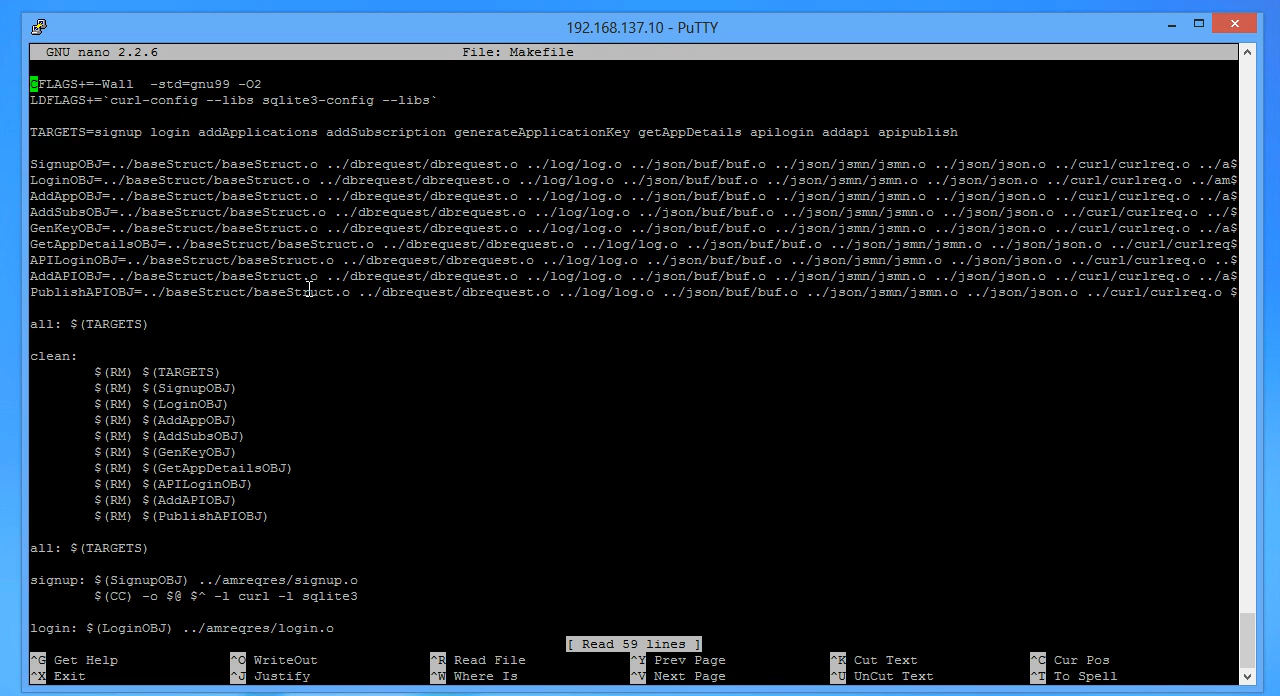 192.168.137.10 - PuTTY
GNU nano 2.2.6 File: Makefile
CFLAGS+=-Wall  -std=gnu99 -O2
LDFLAGS+=`curl-config --libs sqlite3-config --libs`
TARGETS=signup login addApplications addSubscription generateApplicationKey getAppDetails apilogin addapi apipublish
SignupOBJ=../baseStruct/baseStruct.o ../dbrequest/dbrequest.o ../log/log.o ../json/buf/buf.o ../json/jsmn/jsmn.o ../json/json.o ../curl/curlreq.o ../a$
LoginOBJ=../baseStruct/baseStruct.o ../dbrequest/dbrequest.o ../log/log.o ../json/buf/buf.o ../json/jsmn/jsmn.o ../json/json.o ../curl/curlreq.o ../am$
AddAppOBJ=../baseStruct/baseStruct.o ../dbrequest/dbrequest.o ../log/log.o ../json/buf/buf.o ../json/jsmn/jsmn.o ../json/json.o ../curl/curlreq.o ../a$
AddSubsOBJ=../baseStruct/baseStruct.o ../dbrequest/dbrequest.o ../log/log.o ../json/buf/buf.o ../json/jsmn/jsmn.o ../json/json.o ../curl/curlreq.o ../$
GenKeyOBJ=../baseStruct/baseStruct.o ../dbrequest/dbrequest.o ../log/log.o ../json/buf/buf.o ../json/jsmn/jsmn.o ../json/json.o ../curl/curlreq.o ../a$
GetAppDetailsOBJ=../baseStruct/baseStruct.o ../dbrequest/dbrequest.o ../log/log.o ../json/buf/buf.o ../json/jsmn/jsmn.o ../json/json.o ../curl/curlreq$
APILoginOBJ=../baseStruct/baseStruct.o ../dbrequest/dbrequest.o ../log/log.o ../json/buf/buf.o ../json/jsmn/jsmn.o ../json/json.o ../curl/curlreq.o ..$
AddAPIOBJ=../baseStruct/baseStruct.o ../dbrequest/dbrequest.o ../log/log.o ../json/buf/buf.o ../json/jsmn/jsmn.o ../json/json.o ../curl/curlreq.o ../a$
PublishAPIOBJ=../baseStruct/baseStruct.o ../dbrequest/dbrequest.o ../log/log.o ../json/buf/buf.o ../json/jsmn/jsmn.o ../json/json.o ../curl/curlreq.o $
all: $(TARGETS)
clean:
$(RM) $(TARGETS)
$(RM) $(SignupOBJ)
$(RM) $(LoginOBJ)
$(RM) $(AddAppOBJ)
$(RM) $(AddSubsOBJ)
$(RM) $(GenKeyOBJ)
$(RM) $(GetAppDetailsOBJ)
$(RM) $(APILoginOBJ)
$(RM) $(AddAPIOBJ)
$(RM) $(PublishAPIOBJ)
all: $(TARGETS)
signup: $(SignupOBJ) ../amreqres/signup.o
$(CC) -o $@ $^ -l curl -l sqlite3
login: $(LoginOBJ) ../amreqres/login.o
[ Read 59 lines ]
^G Get Help ^O WriteOut ^R Read File ^Y Prev Page ^K Cut Text ^C Cur Pos
^X Exit ^J Justify ^W Where Is ^V Next Page ^U UnCut Text ^T To Spell